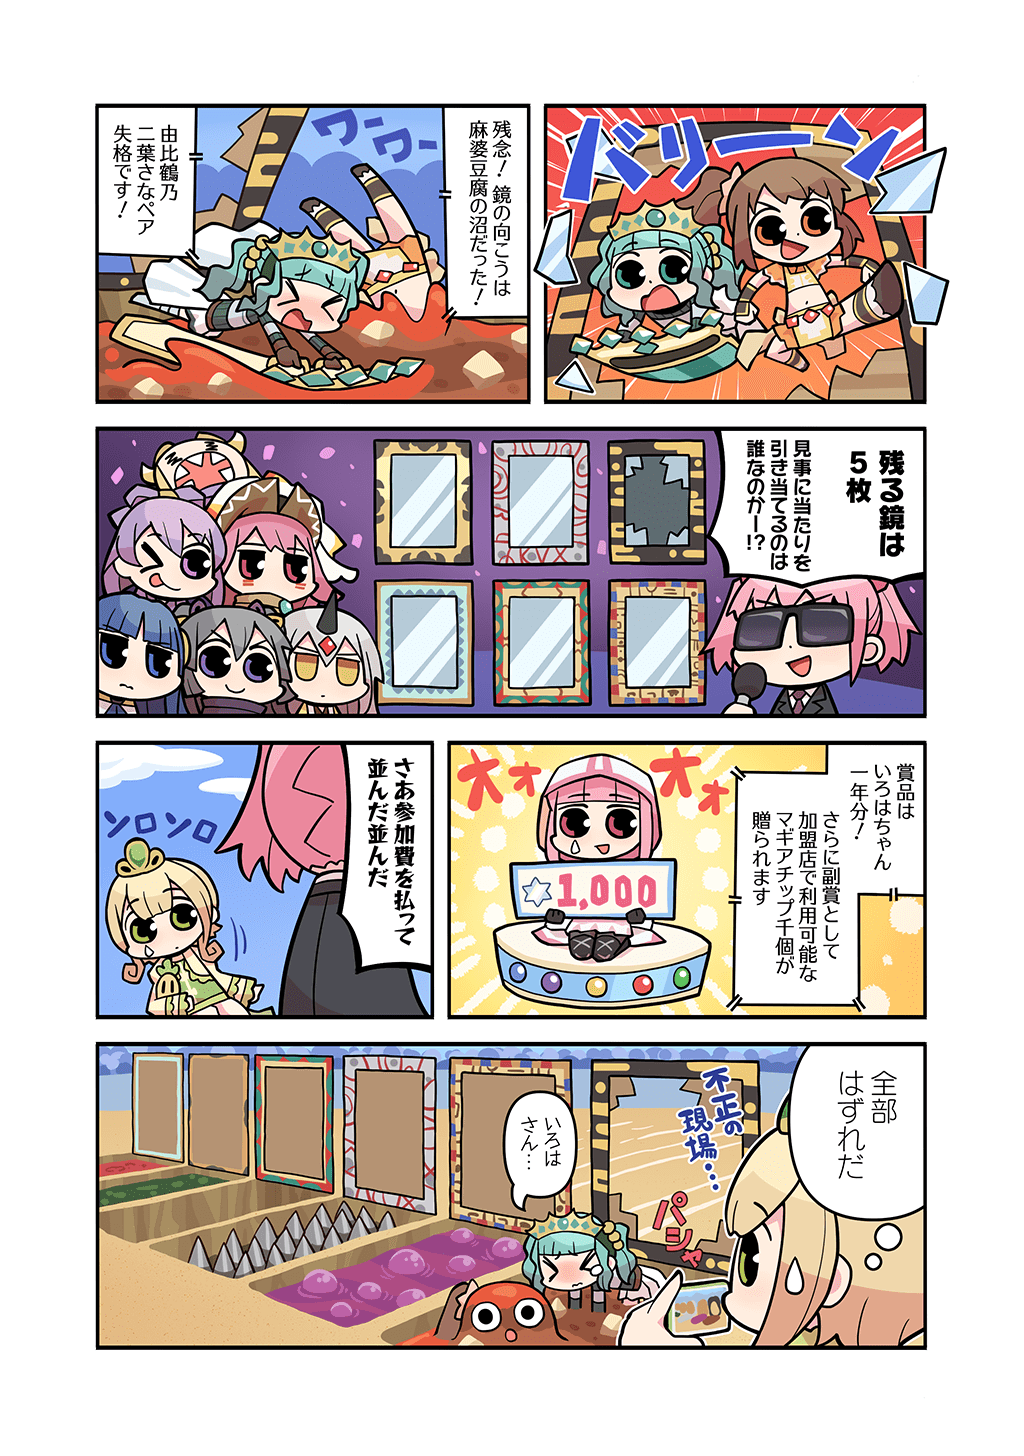 バリーン
残念！鏡の向こうは
麻婆豆腐の沼だった！
ワーワー
由比鶴乃
二葉さなペア
失格です！
残る鏡は
5枚
見事に当たりを
引き当てるのは
誰なのかー!?
賞品は
いろはちゃん
一年分！
さらに副賞として
加盟店で利用可能な
マギアチップ千個が
贈られます
オォ
オォ
1,000
さあ参加費を払って
並んだ並んだ
ソロソロ
全部
はずれだ
不正の
現場…
パシャ
いろは
さん…